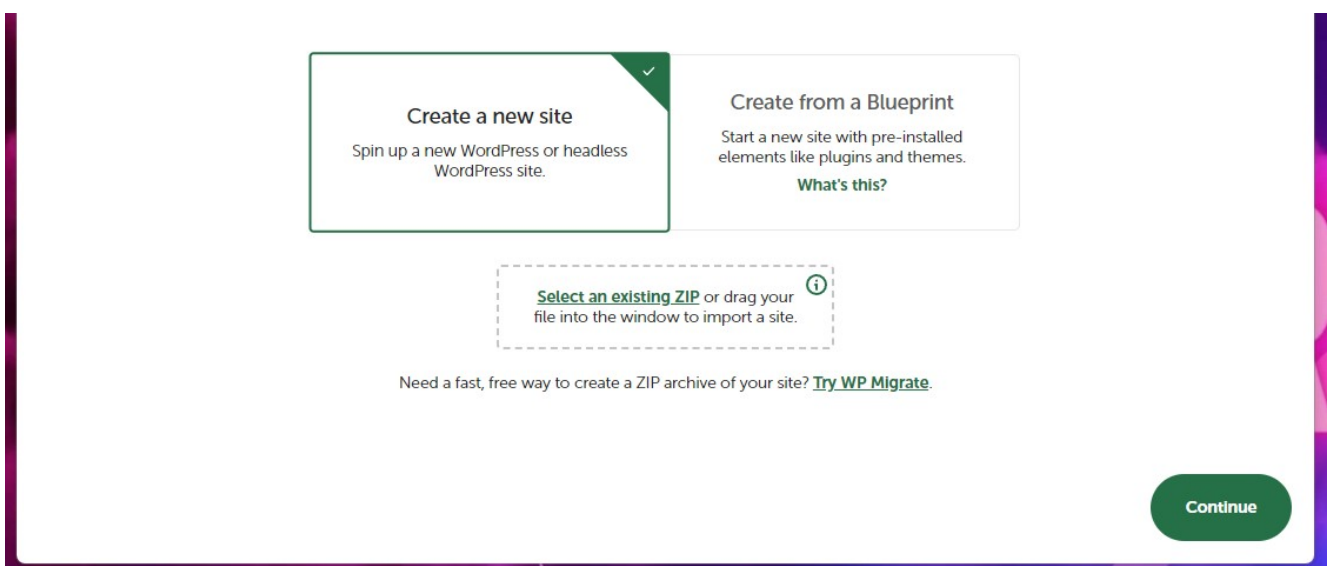 Create a new site
Spin up a new WordPress or headless
WordPress site.
Create from a Blueprint
Start a new site with pre-installed
elements like plugins and themes.
What's this?
Select an existing ZIP or drag your
file into the window to import a site.
Need a fast, free way to create a ZIP archive of your site? Try WP Migrate.
Continue